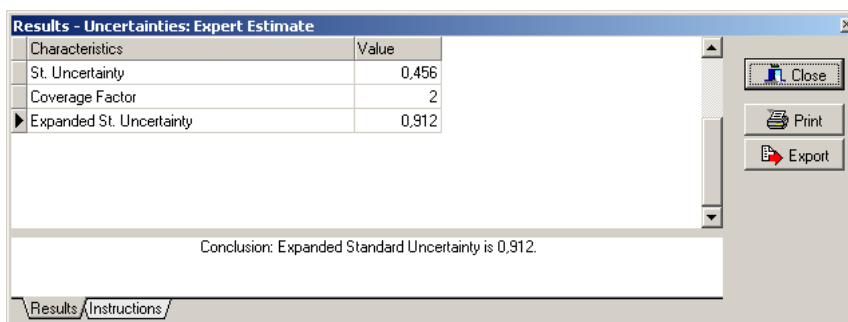 Results - Uncertainties: Expert Estimate
Characteristics Value
St. Uncertainty 0,456
Coverage Factor 2
Expanded St. Uncertainty 0,912
Close
Print
Export
Conclusion: Expanded Standard Uncertainty is 0,912.
Results Instructions